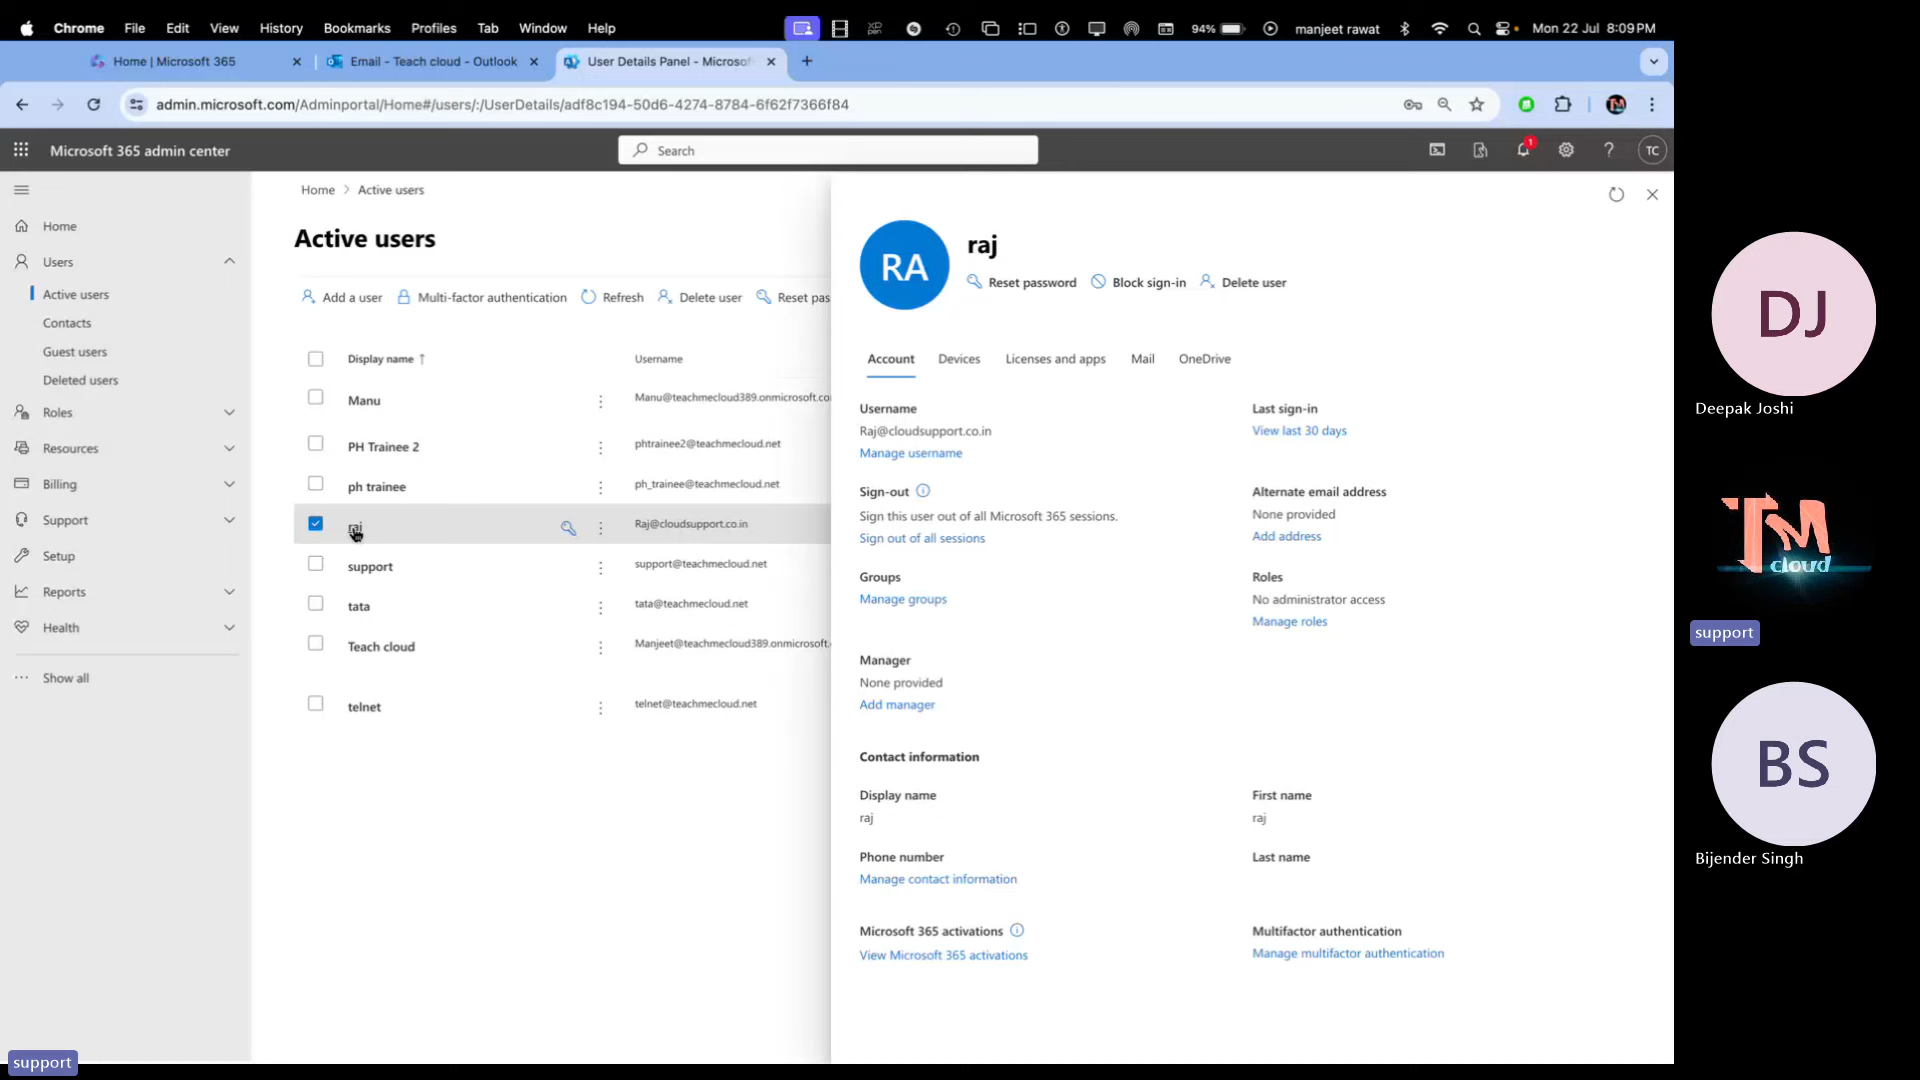 Chrome File Edit View History Bookmarks Profiles Tab Window Help
94% manjeet rawat Mon 22 Jul 8:09 PM
Home | Microsoft 365
Email - Teach cloud - Outlook
User Details Panel - Microsof
admin.microsoft.com/Adminportal/Home#/users/:/UserDetails/adf8c194-50d6-4274-8784-6f62f7366f84
Microsoft 365 admin center
Search
1
TC
Home
Users
Active users
Contacts
Guest users
Deleted users
Roles
Resources
Billing
Support
Setup
Reports
Health
Show all
Home > Active users
Active users
Add a user Multi-factor authentication Refresh Delete user Reset pas
Display name ↑ Username
Manu Manu@teachmecloud389.onmicrosoft.co
PH Trainee 2 phtrainee2@teachmecloud.net
ph trainee ph_trainee@teachmecloud.net
raj Raj@cloudsupport.co.in
support support@teachmecloud.net
tata tata@teachmecloud.net
Teach cloud Manjeet@teachmecloud389.onmicrosoft.
telnet telnet@teachmecloud.net
RA
raj
Reset password Block sign-in Delete user
Account Devices Licenses and apps Mail OneDrive
Username
Raj@cloudsupport.co.in
Manage username
Last sign-in
View last 30 days
Sign-out
Sign this user out of all Microsoft 365 sessions.
Sign out of all sessions
Alternate email address
None provided
Add address
Groups
Manage groups
Roles
No administrator access
Manage roles
Manager
None provided
Add manager
Contact information
Display name
raj
First name
raj
Phone number
Manage contact information
Last name
Microsoft 365 activations
View Microsoft 365 activations
Multifactor authentication
Manage multifactor authentication
DJ
Deepak Joshi
TM
cloud
support
BS
Bijender Singh
support